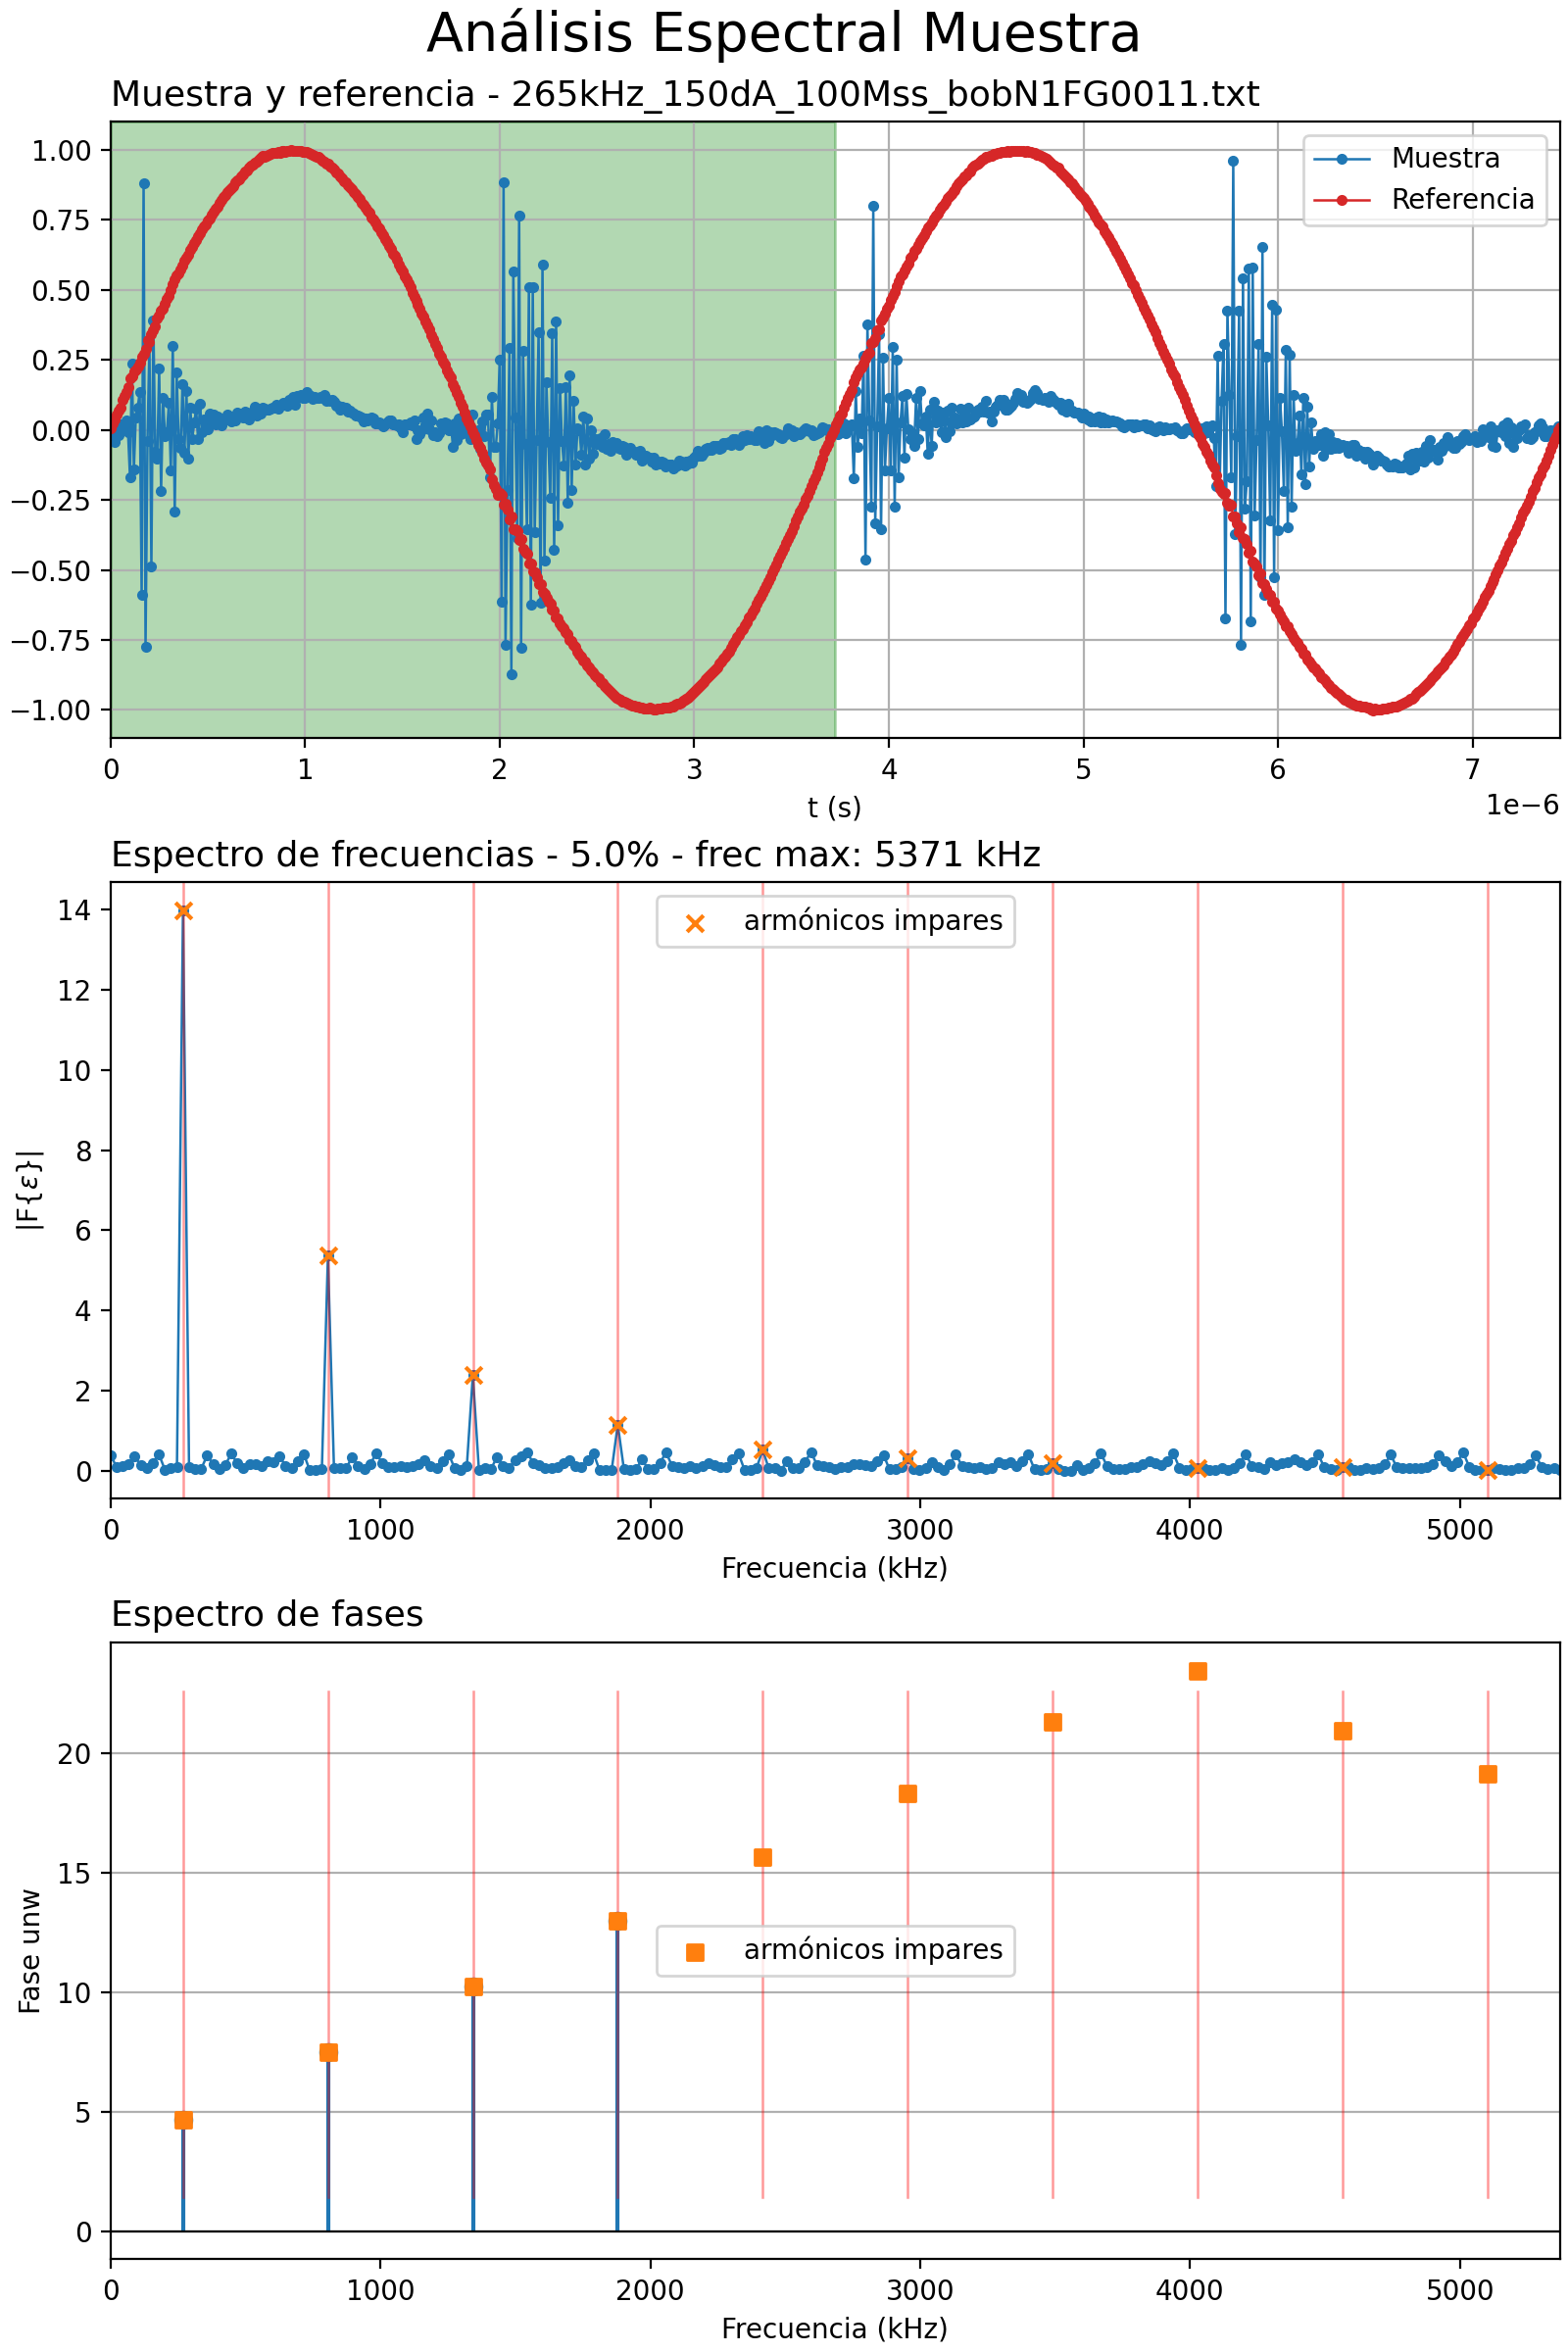 Análisis Espectral Muestra
Muestra y referencia - 265kHz_150dA_100Mss_bobN1FG0011.txt
1.00
0.75
0.50
0.25
0.00
−0.25
−0.50
−0.75
−1.00
Muestra
Referencia
0 1 2 3 4 5 6 7
t (s)
1e−6
Espectro de frecuencias - 5.0% - frec max: 5371 kHz
14
12
10
8
6
4
2
0
|F{ε}|
armónicos impares
0 1000 2000 3000 4000 5000
Frecuencia (kHz)
Espectro de fases
20
15
10
5
0
Fase unw
armónicos impares
0 1000 2000 3000 4000 5000
Frecuencia (kHz)